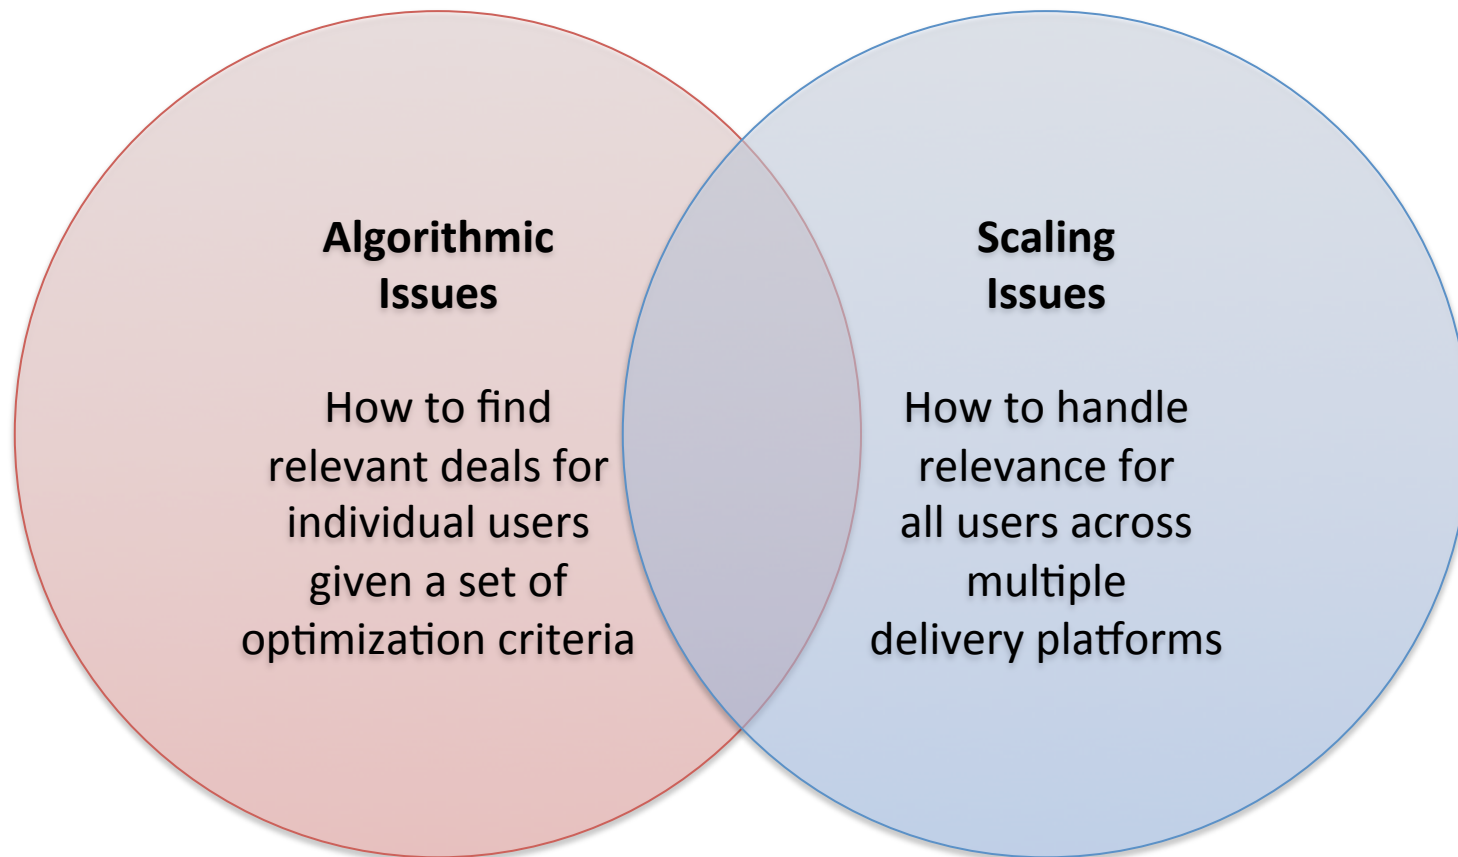 Algorithmic
Issues
How to find
relevant deals for
individual users
given a set of
optimization criteria
Scaling
Issues
How to handle
relevance for
all users across
multiple
delivery platforms